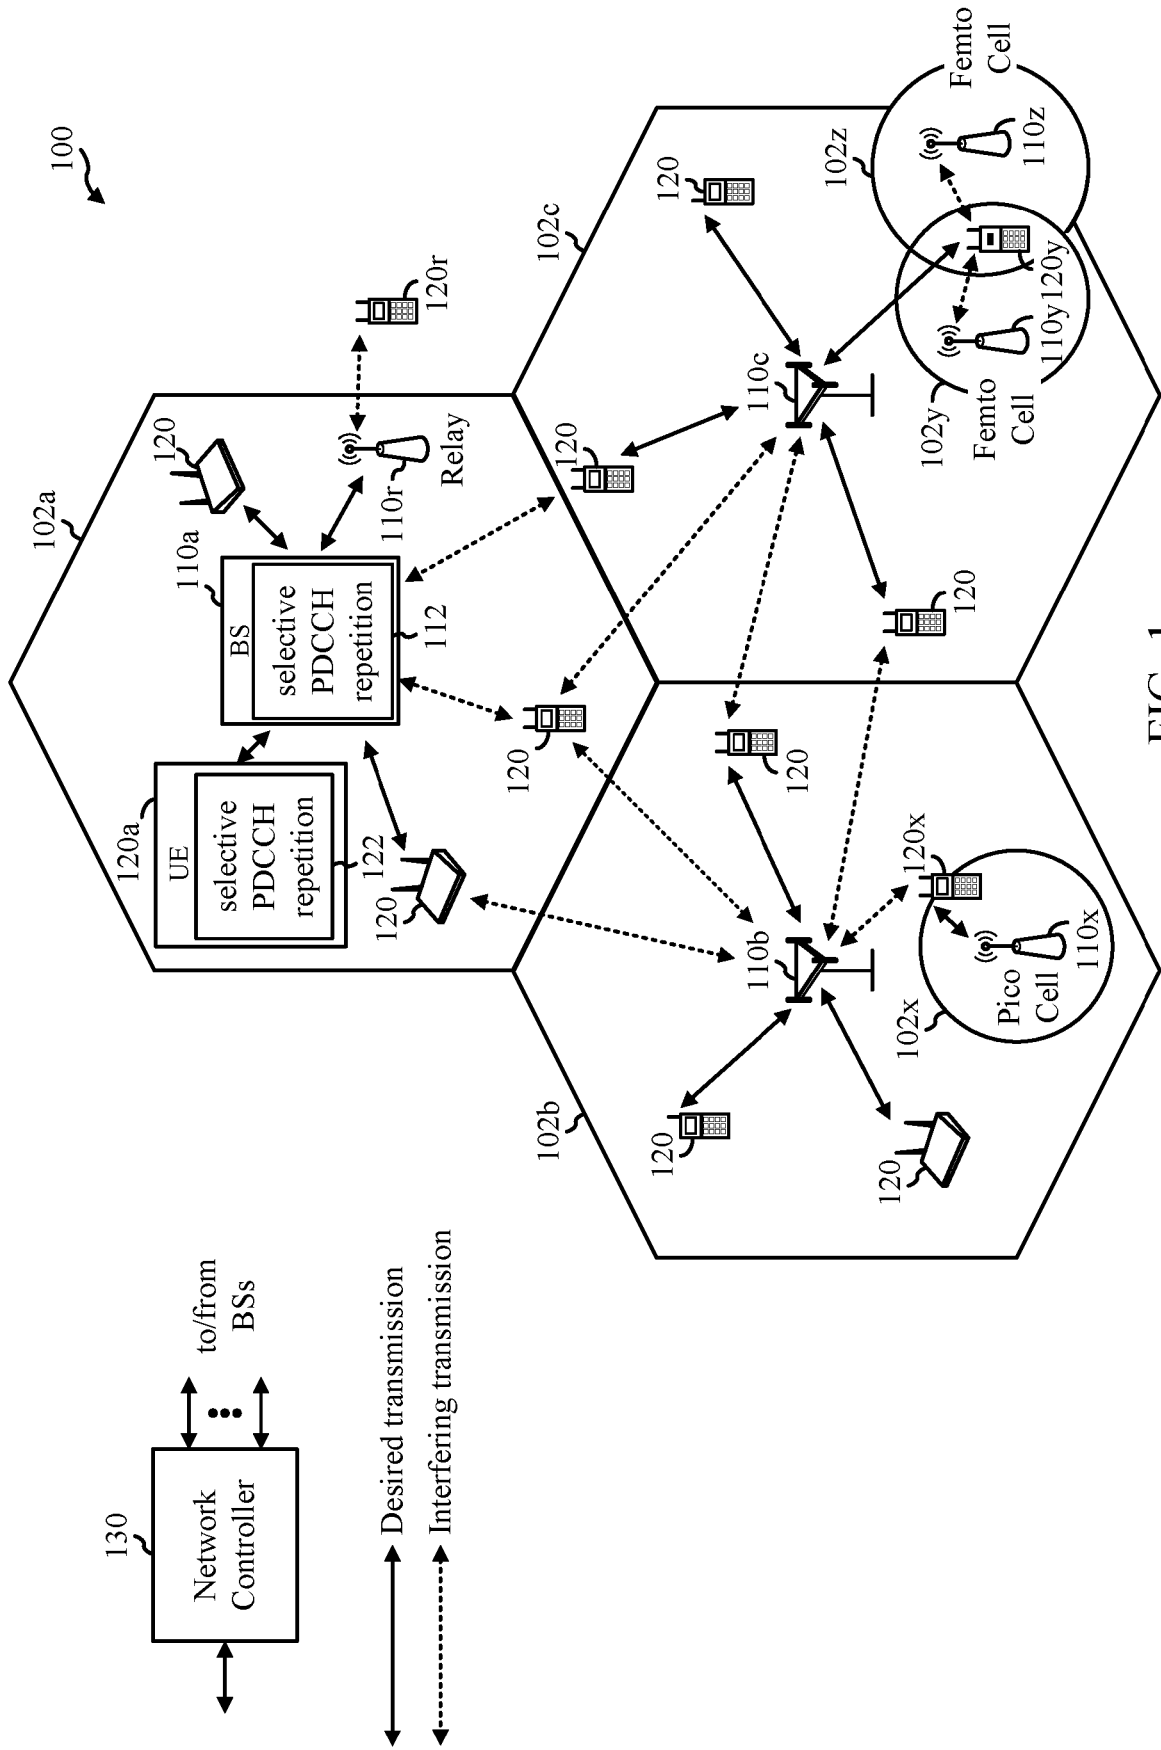 100
130
Network
Controller
to/from
BSs
Desired transmission
Interfering transmission
102a
120a
UE
selective
PDCCH
repetition
122
110a
BS
selective
PDCCH
repetition
112
120
120
110r
Relay
120r
120
102b
120
120
110b
120
102x
Pico
Cell
110x
120x
102c
120
120
110c
120
102y
Femto
Cell
110y
120y
102z
110z
Femto
Cell
FIG. 1